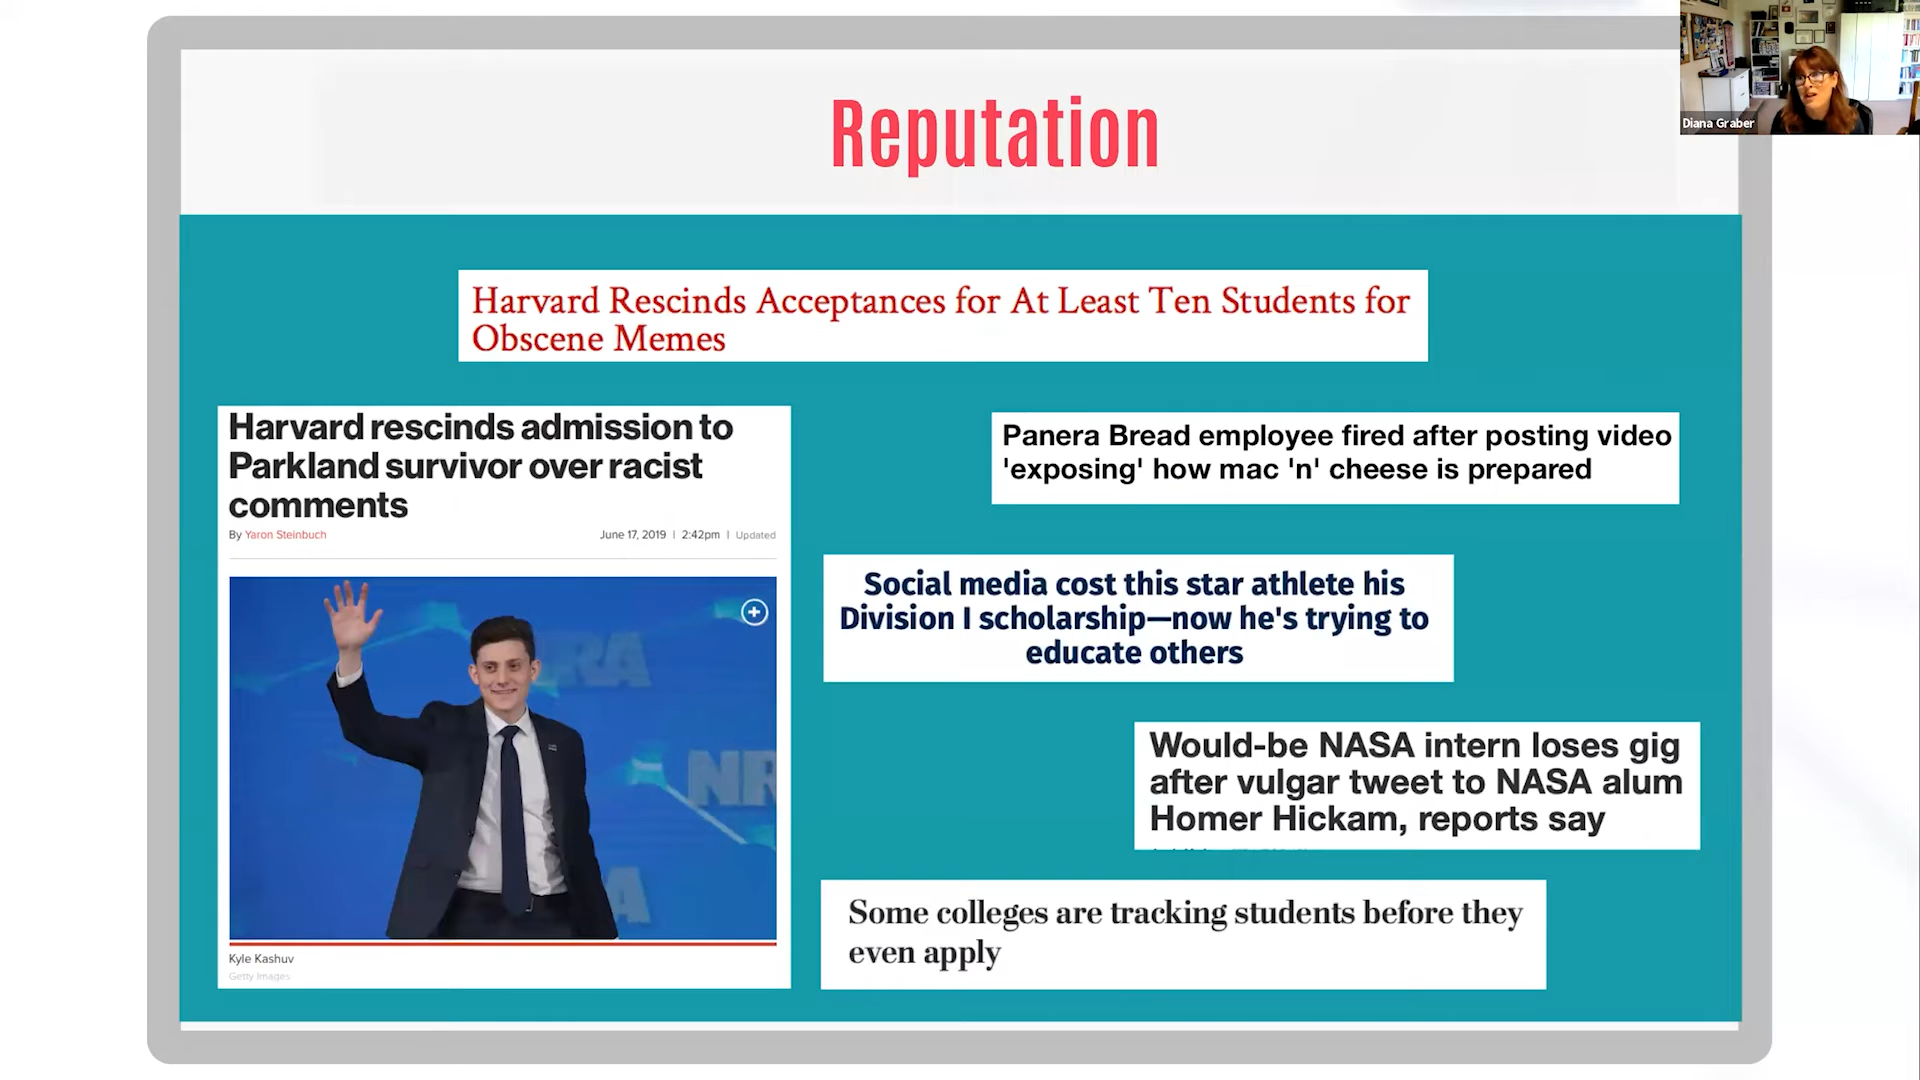 Diana Graber
Reputation
Harvard Rescinds Acceptances for At Least Ten Students for
Obscene Memes
Harvard rescinds admission to
Parkland survivor over racist
comments
By Yaron Steinbuch June 17, 2019 | 2:42pm | Updated
NRA
NR
A
Kyle Kashuv
Getty Images
Panera Bread employee fired after posting video
'exposing' how mac 'n' cheese is prepared
Social media cost this star athlete his
Division I scholarship—now he's trying to
educate others
Would-be NASA intern loses gig
after vulgar tweet to NASA alum
Homer Hickam, reports say
Some colleges are tracking students before they
even apply